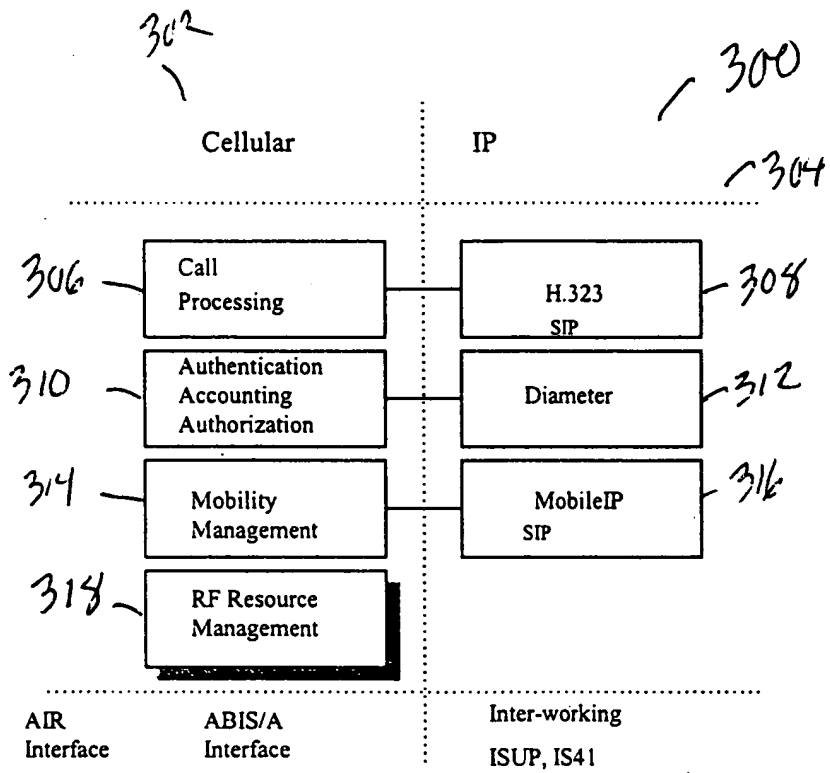 302
300
Cellular IP
304
306 Call
Processing
H.323
SIP
308
310 Authentication
Accounting
Authorization
Diameter 312
314 Mobility
Management
MobileIP
SIP
316
318 RF Resource
Management
AIR
Interface
ABIS/A
Interface
Inter-working
ISUP, IS41